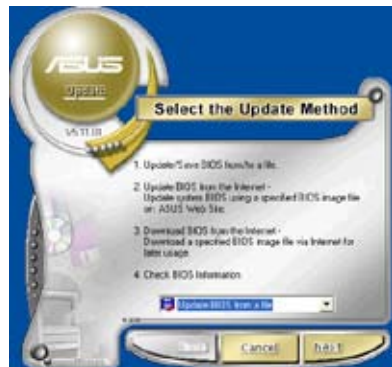 ASUS
Update
Select the Update Method
1. Update/Save BIOS from/to a file.
2. Update BIOS from the Internet -
Update system BIOS using a specified BIOS image file
on ASUS Web Site.
3. Download BIOS from the Internet -
Download a specified BIOS image file via Internet for
later usage.
4 Check BIOS Information
Update BIOS from a file
Cancel
Next